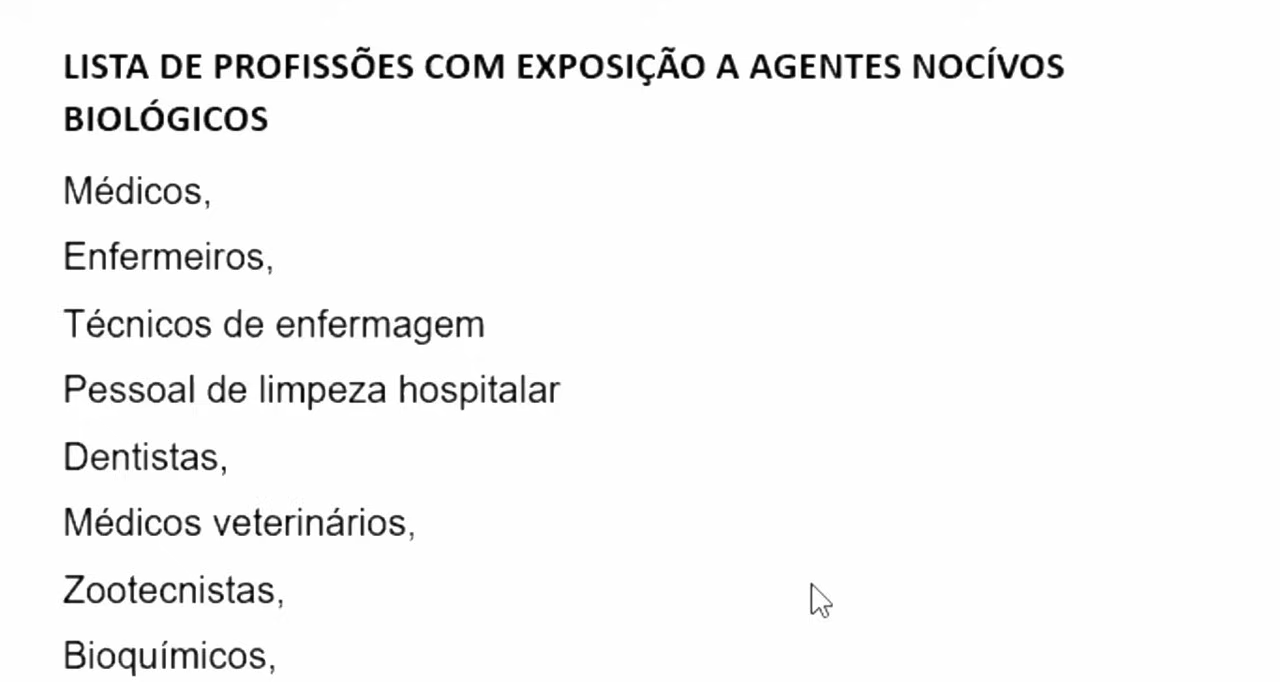 LISTA DE PROFISSÕES COM EXPOSIÇÃO A AGENTES NOCÍVOS
BIOLÓGICOS
Médicos,
Enfermeiros,
Técnicos de enfermagem
Pessoal de limpeza hospitalar
Dentistas,
Médicos veterinários,
Zootecnistas,
Bioquímicos,